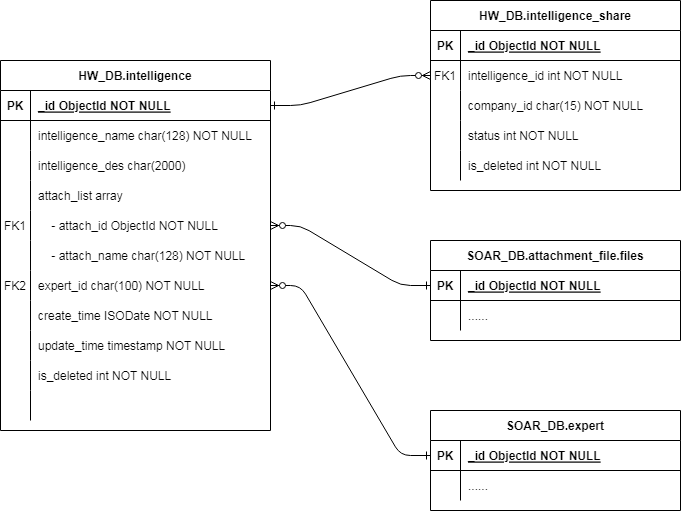 HW_DB.intelligence
PK _id ObjectId NOT NULL
intelligence_name char(128) NOT NULL
intelligence_des char(2000)
attach_list array
FK1 - attach_id ObjectId NOT NULL
- attach_name char(128) NOT NULL
FK2 expert_id char(100) NOT NULL
create_time ISODate NOT NULL
update_time timestamp NOT NULL
is_deleted int NOT NULL
HW_DB.intelligence_share
PK _id ObjectId NOT NULL
FK1 intelligence_id int NOT NULL
company_id char(15) NOT NULL
status int NOT NULL
is_deleted int NOT NULL
SOAR_DB.attachment_file.files
PK _id ObjectId NOT NULL
......
SOAR_DB.expert
PK _id ObjectId NOT NULL
......